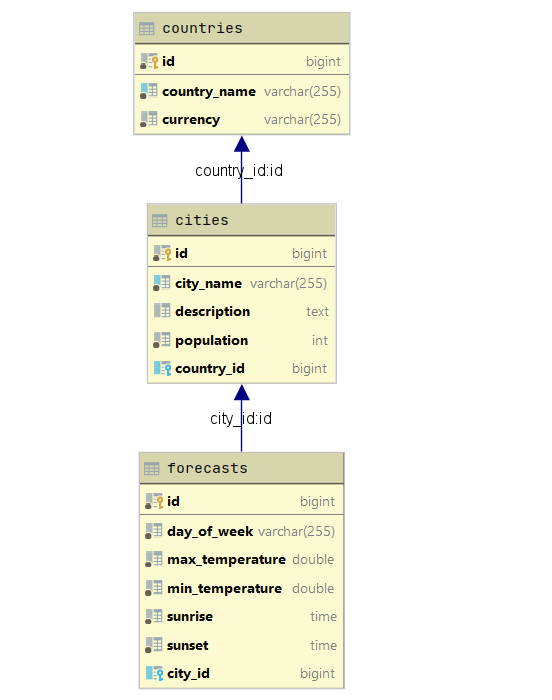 countries
id bigint
country_name varchar(255)
currency varchar(255)
country_id:id
cities
id bigint
city_name varchar(255)
description text
population int
country_id bigint
city_id:id
forecasts
id bigint
day_of_week varchar(255)
max_temperature double
min_temperature double
sunrise time
sunset time
city_id bigint